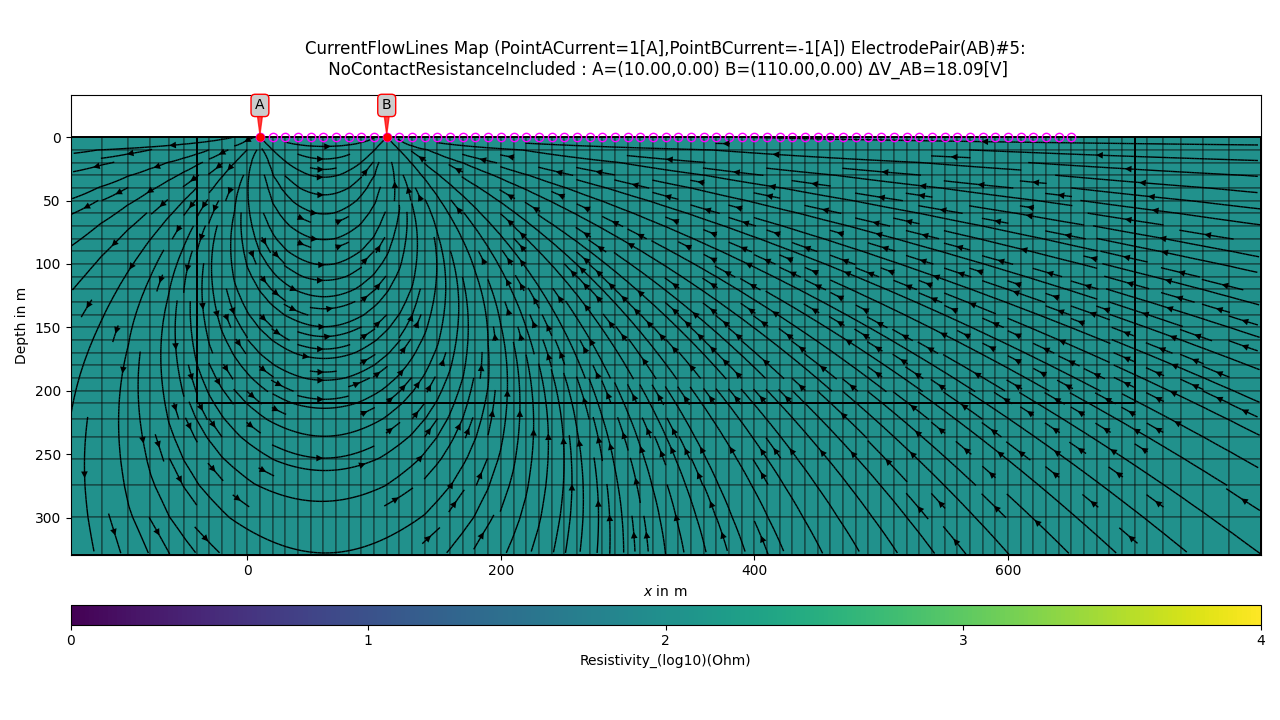 CurrentFlowLines Map (PointACurrent=1[A],PointBCurrent=-1[A]) ElectrodePair(AB)#5:
NoContactResistanceIncluded : A=(10.00,0.00) B=(110.00,0.00) ΔV_AB=18.09[V]
A B
0
50
100
150
200
250
300
Depth in m
0 200 400 600
x in m
0 1 2 3 4
Resistivity_(log10)(Ohm)